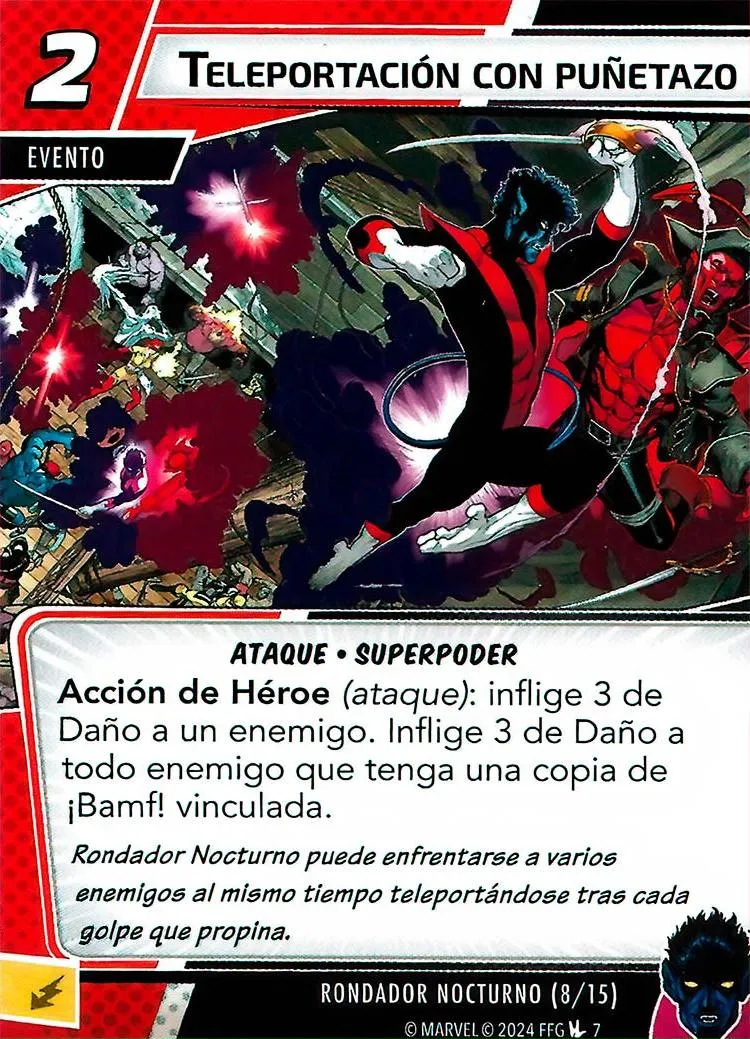 2
TELEPORTACIÓN CON PUÑETAZO
EVENTO
ATAQUE • SUPERPODER
Acción de Héroe (ataque): inflige 3 de
Daño a un enemigo. Inflige 3 de Daño a
todo enemigo que tenga una copia de
¡Bamf! vinculada.
Rondador Nocturno puede enfrentarse a varios
enemigos al mismo tiempo teleportándose tras cada
golpe que propina.
RONDADOR NOCTURNO (8/15)
© MARVEL © 2024 FFG 7